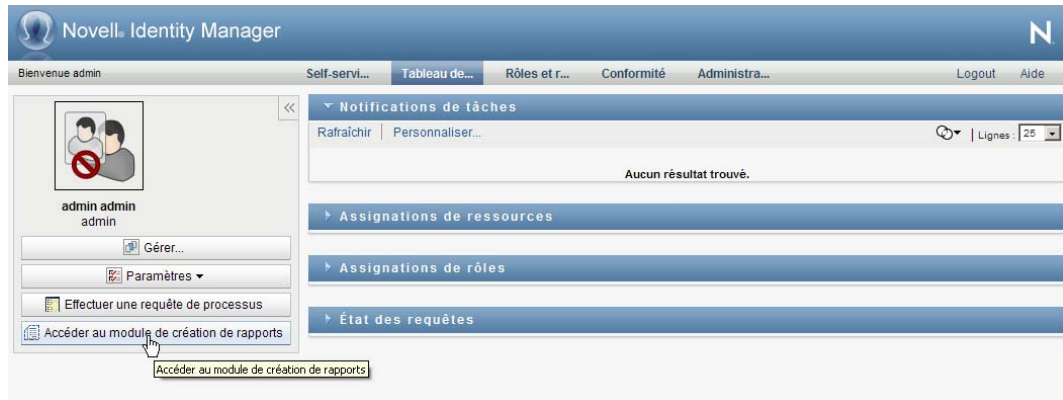 Novell® Identity Manager
N
Bienvenue admin
Self-servi... Tableau de... Rôles et r... Conformité Administra... Logout Aide
Notifications de tâches
Rafraîchir | Personnaliser... | Lignes : 25
Aucun résultat trouvé.
admin admin
admin
Gérer...
Paramètres
Effectuer une requête de processus
Accéder au module de création de rapports
Accéder au module de création de rapports
Assignations de ressources
Assignations de rôles
État des requêtes